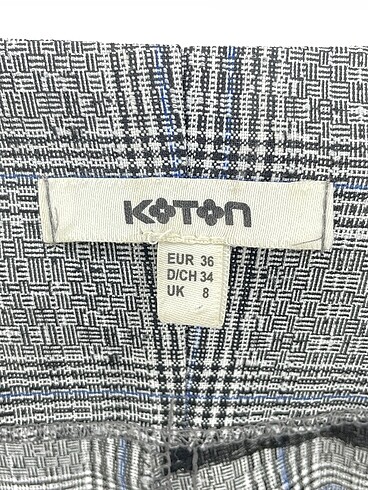 KOTON
EUR 36
D/CH 34
UK 8